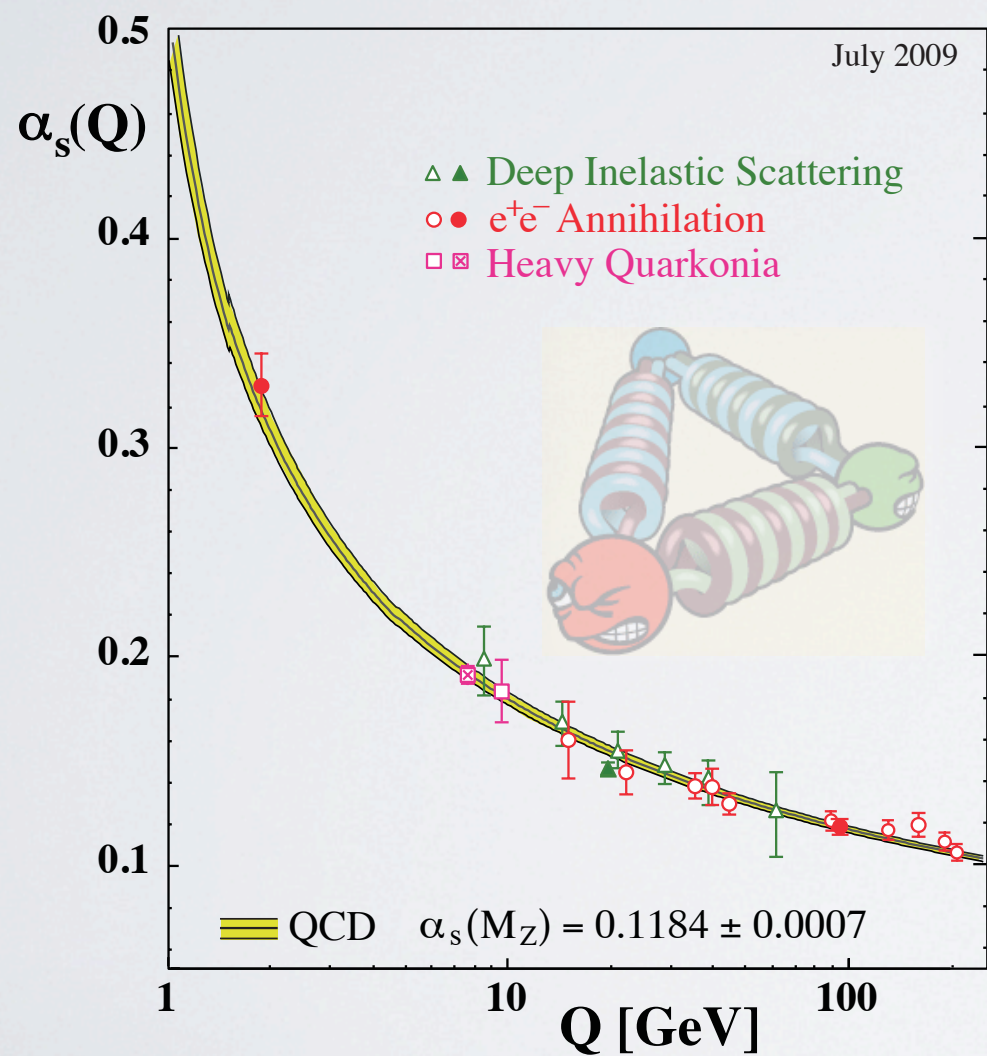 0.5
July 2009
αₛ(Q)
△ ▲ Deep Inelastic Scattering
○ ● e⁺e⁻ Annihilation
□ ⊠ Heavy Quarkonia
0.4
0.3
0.2
0.1
QCD αₛ(M_Z) = 0.1184 ± 0.0007
1 10 100
Q [GeV]